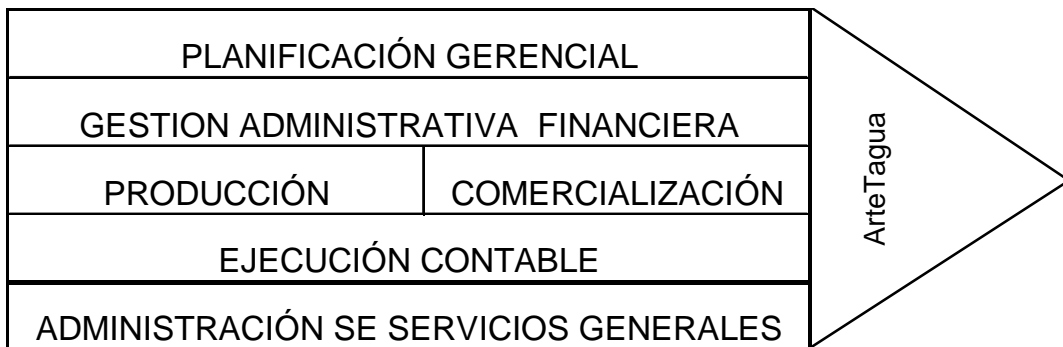 PLANIFICACIÓN GERENCIAL
GESTION ADMINISTRATIVA FINANCIERA
PRODUCCIÓN
COMERCIALIZACIÓN
EJECUCIÓN CONTABLE
ADMINISTRACIÓN SE SERVICIOS GENERALES
ArteTagua